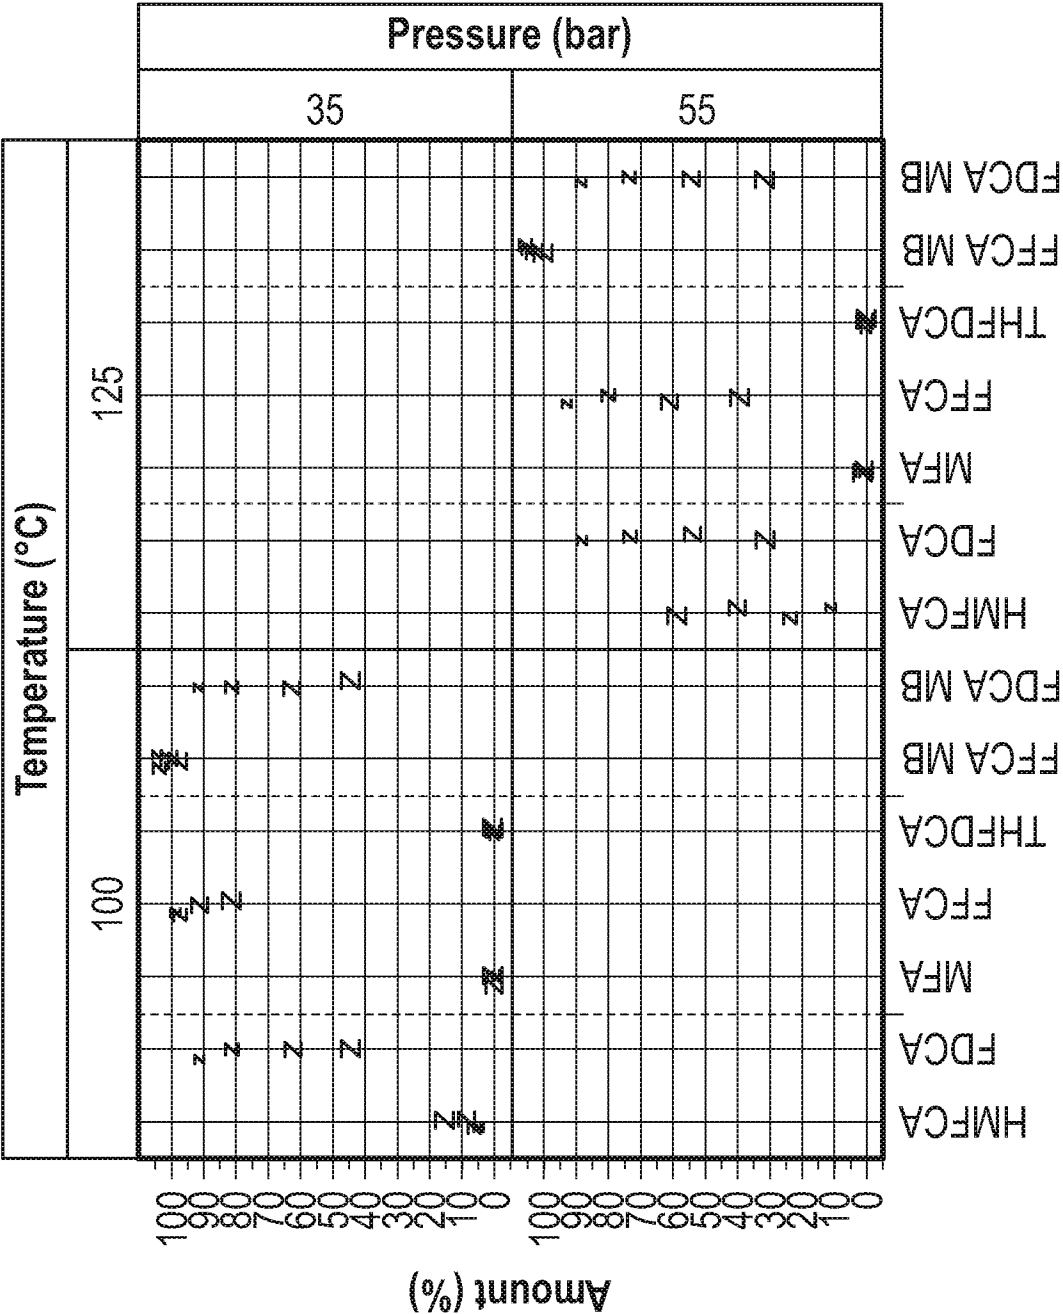 Pressure (bar)
35
55
Temperature (°C)
125
100
FDCA MB
FFCA MB
THFDCA
FFCA
MFA
FDCA
HMFCA
FDCA MB
FFCA MB
THFDCA
FFCA
MFA
FDCA
HMFCA
100
90
80
70
60
50
40
30
20
10
0
100
90
80
70
60
50
40
30
20
10
0
Amount (%)